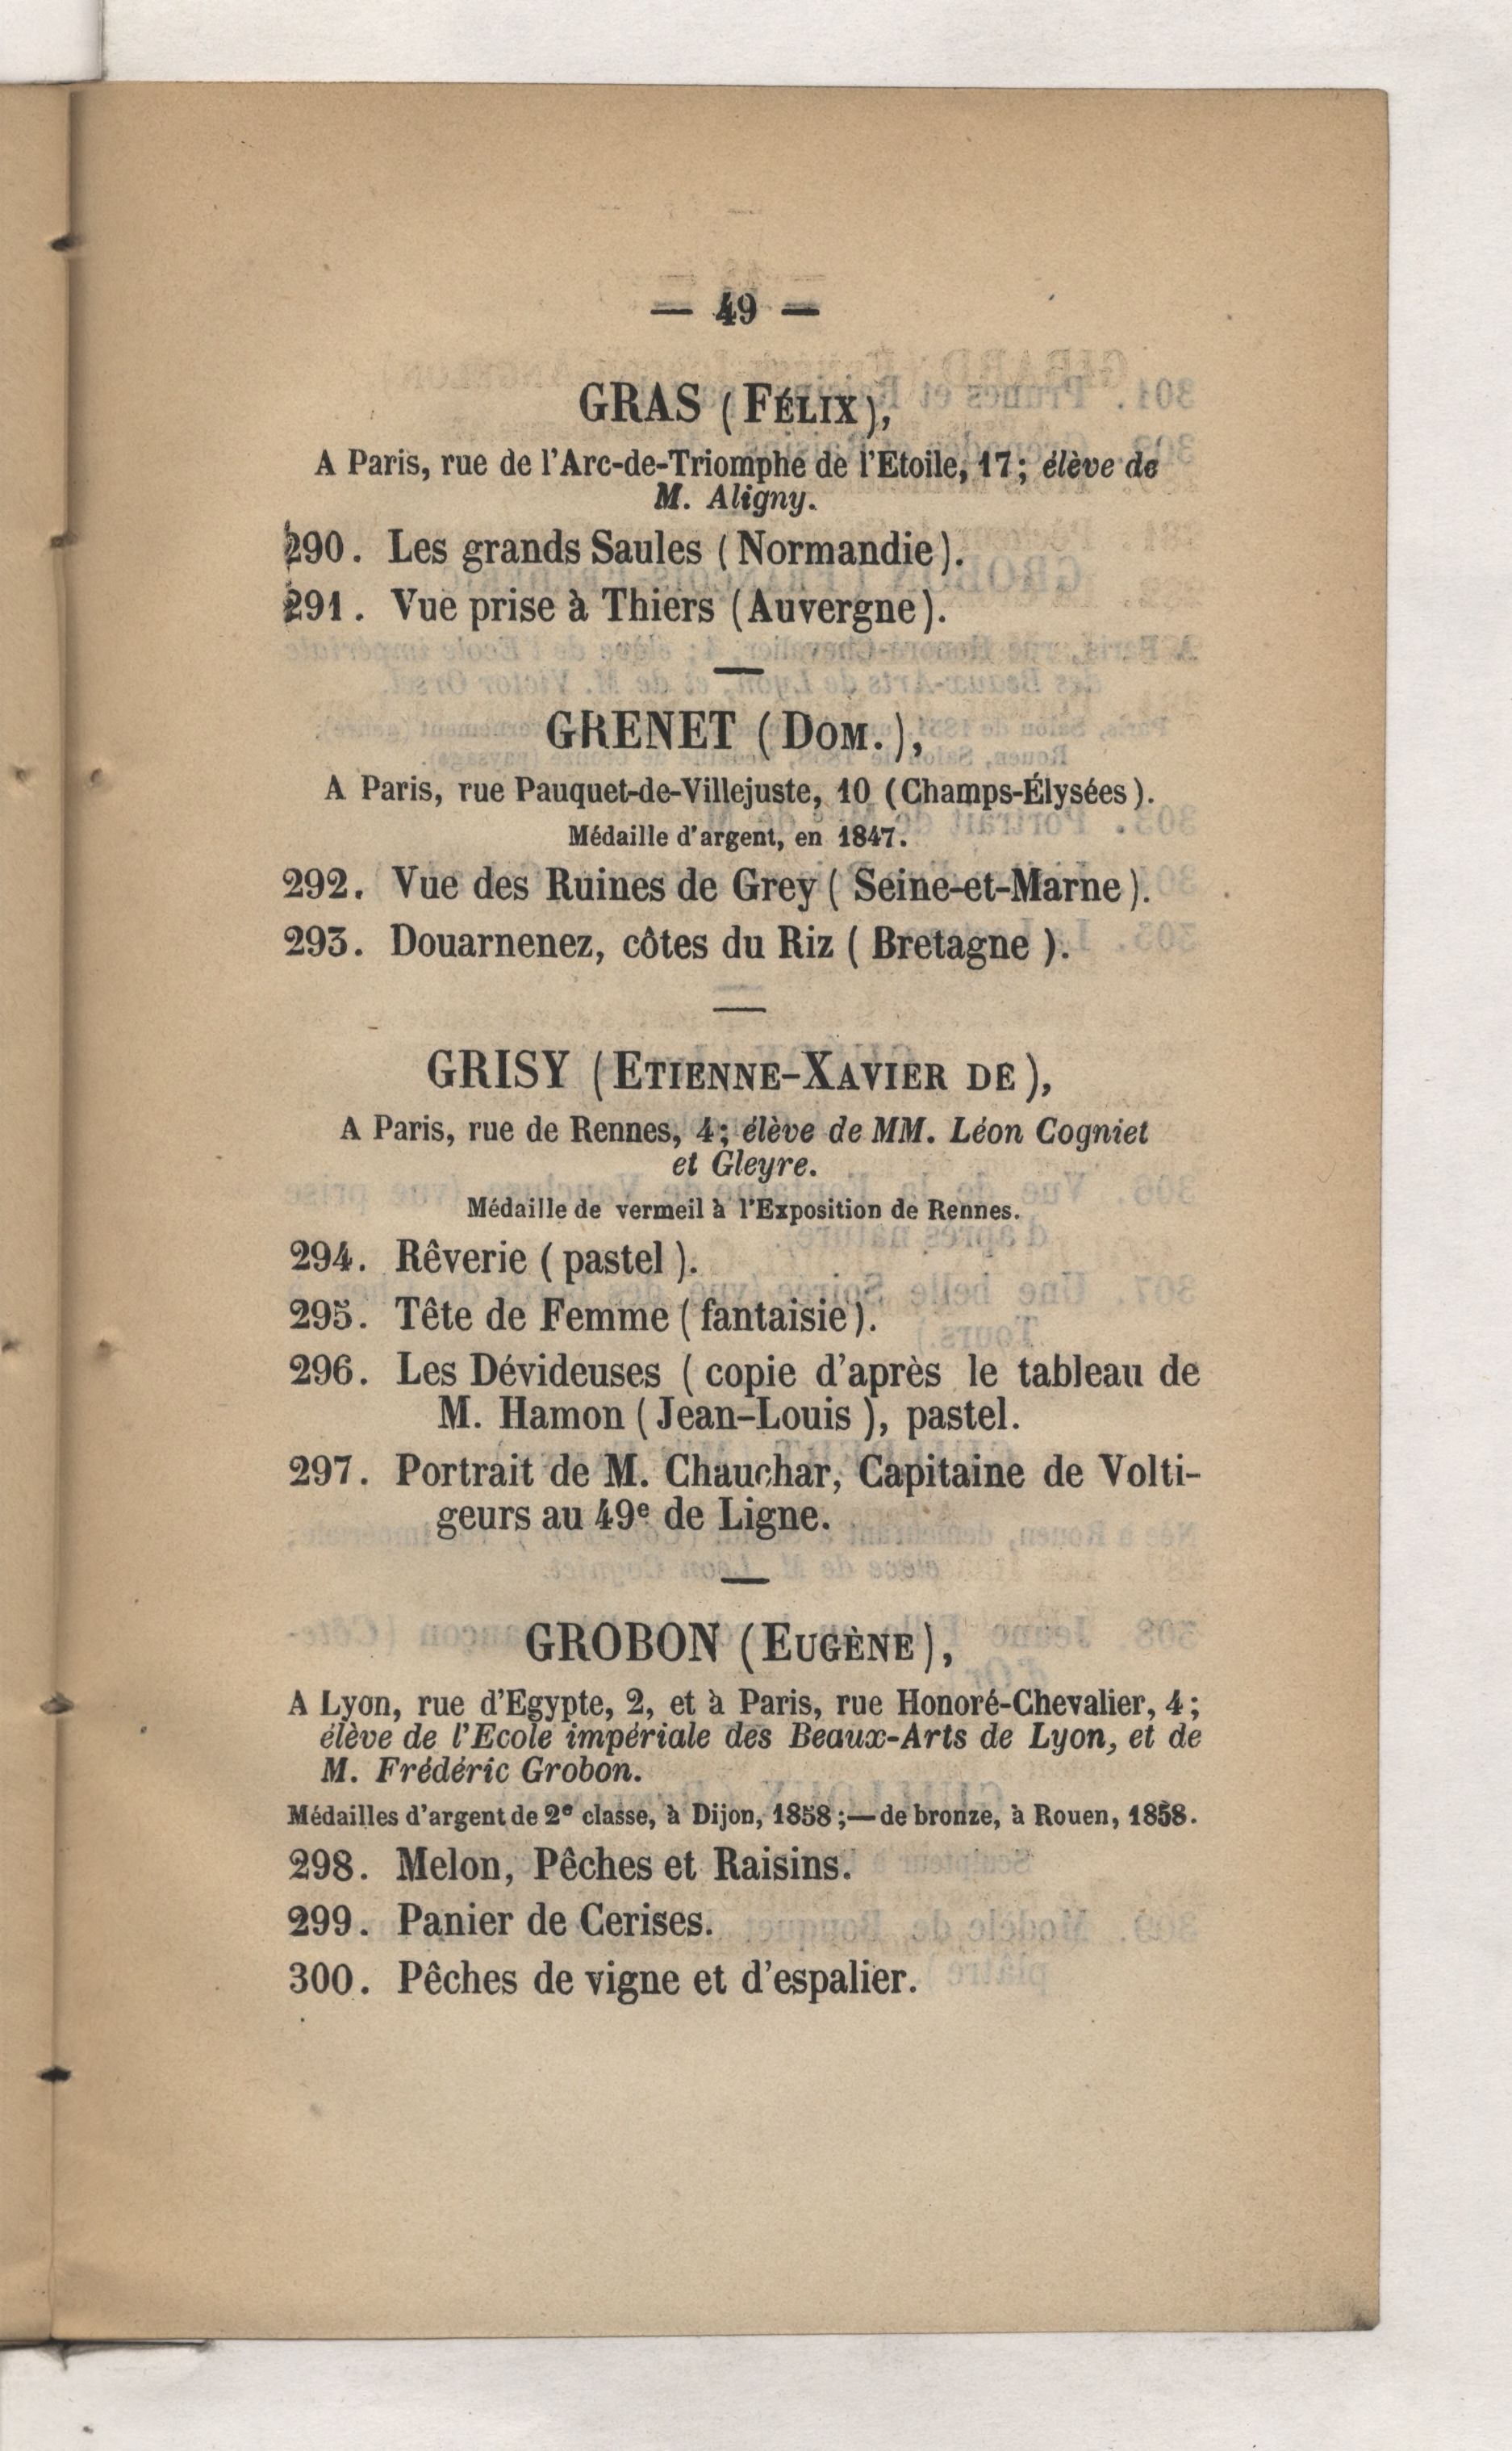 — 49 —
GRAS (FÉLIX),
A Paris, rue de l'Arc-de-Triomphe de l'Etoile, 17; élève de
M. Aligny.
290. Les grands Saules (Normandie).
291. Vue prise à Thiers (Auvergne).
GRENET (DOM.),
A Paris, rue Pauquet-de-Villejuste, 10 (Champs-Élysées).
Médaille d'argent, en 1847.
292. Vue des Ruines de Grey (Seine-et-Marne).
293. Douarnenez, côtes du Riz (Bretagne).
GRISY (ETIENNE-XAVIER DE),
A Paris, rue de Rennes, 4; élève de MM. Léon Cogniet
et Gleyre.
Médaille de vermeil à l'Exposition de Rennes.
294. Rêverie (pastel).
295. Tête de Femme (fantaisie).
296. Les Dévideuses (copie d'après le tableau de
M. Hamon (Jean-Louis), pastel.
297. Portrait de M. Chauchar, Capitaine de Volti-
geurs au 49e de Ligne.
GROBON (EUGÈNE),
A Lyon, rue d'Egypte, 2, et à Paris, rue Honoré-Chevalier, 4;
élève de l'Ecole impériale des Beaux-Arts de Lyon, et de
M. Frédéric Grobon.
Médailles d'argent de 2e classe, à Dijon, 1858;—de bronze, à Rouen, 1858.
298. Melon, Pêches et Raisins.
299. Panier de Cerises.
300. Pêches de vigne et d'espalier.